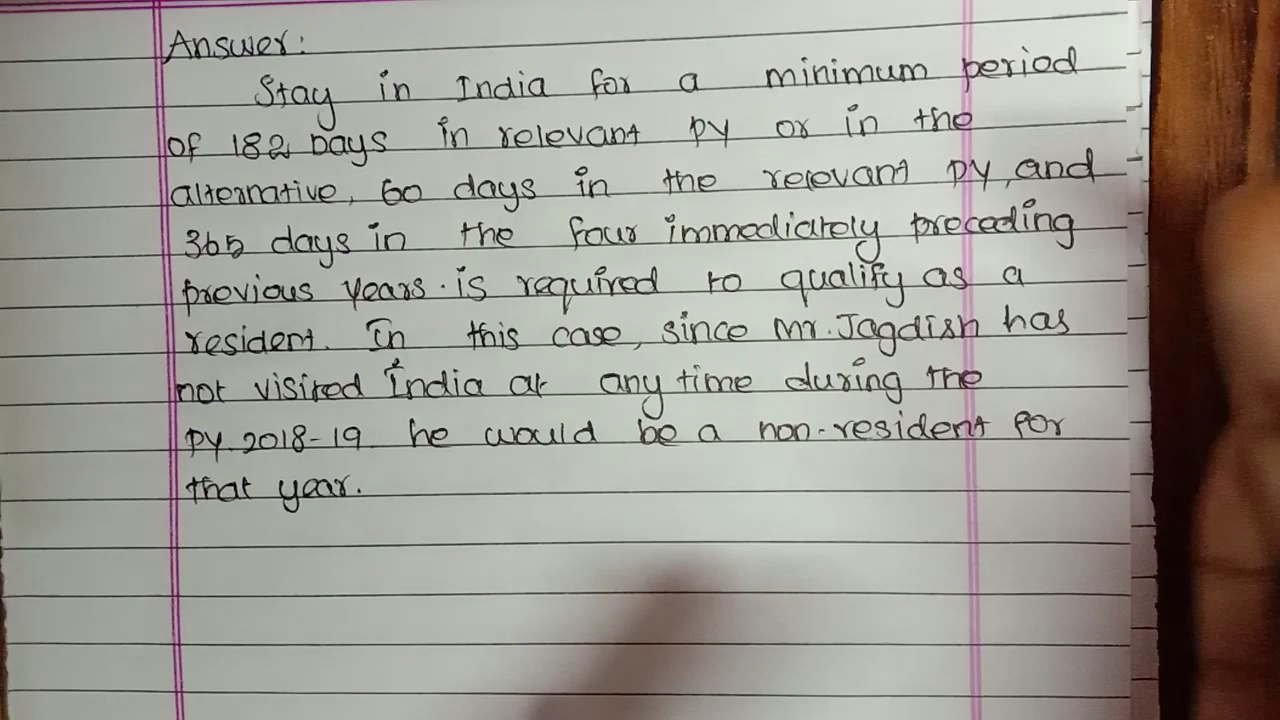 Answer:
Stay in India for a minimum period
of 182 Days in relevant py or in the
alternative, 60 days in the relevant py, and
365 days in the four immediately preceding
previous years. is required to qualify as a
resident. In this case, since Mr. Jagdish has
not visited India at any time during the
py 2018-19 he would be a non-resident for
that year.